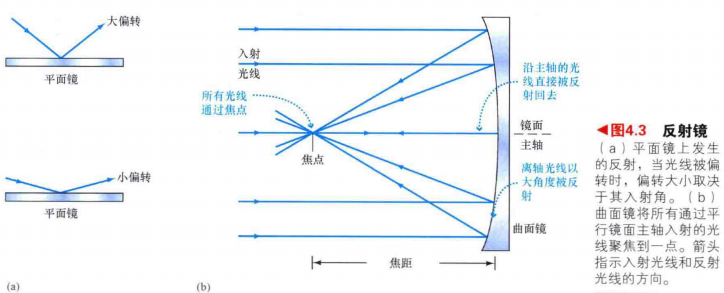 大偏转
平面镜
小偏转
平面镜
(a)
入射
光线
所有光线
通过焦点
焦点
沿主轴的光
线直接被反
射回去
镜面
主轴
离轴光线以
大角度被反
射
曲面镜
焦距
(b)
◀图4.3 反射镜
(a)平面镜上发生
的反射，当光线被偏
转时，偏转大小取决
于其入射角。(b)
曲面镜将所有通过平
行镜面主轴入射的光
线聚焦到一点。箭头
指示入射光线和反射
光线的方向。